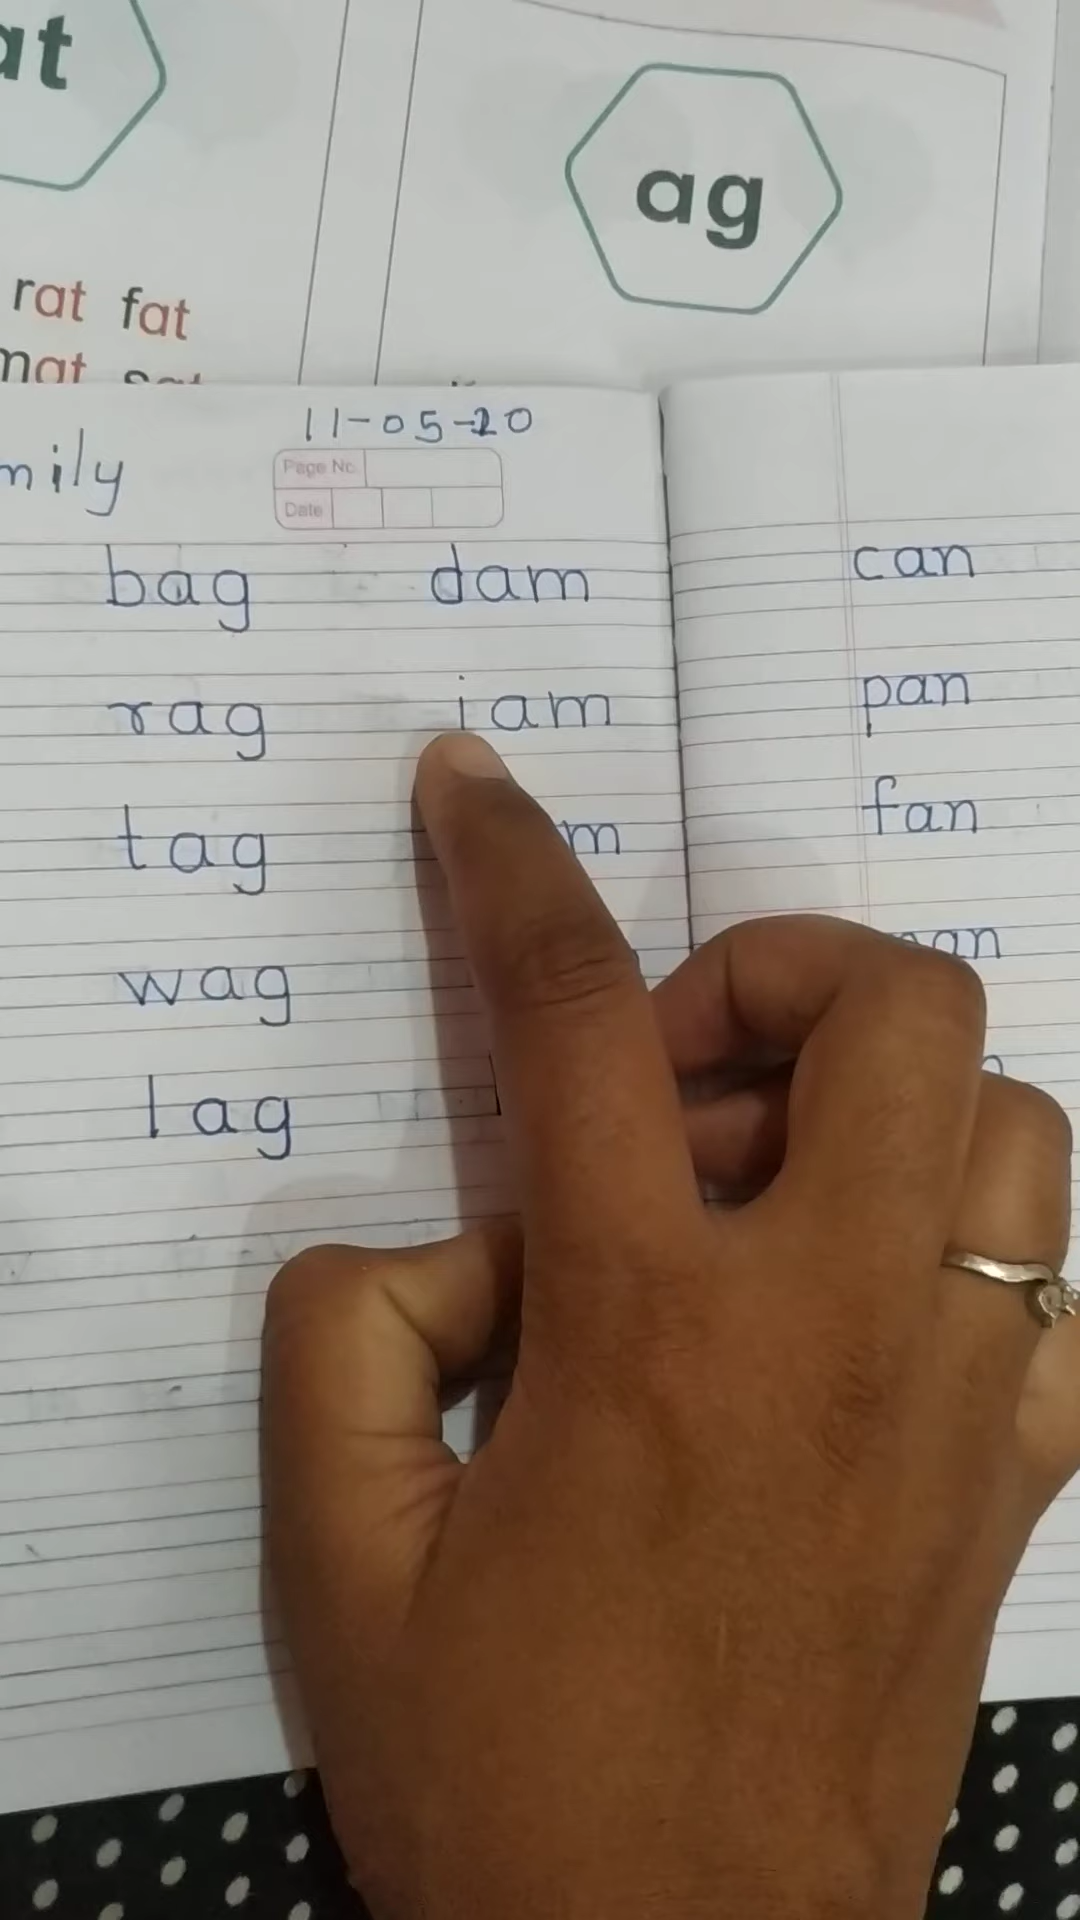 at
ag
rat fat
mat
11-05-20
Page No.
Date
bag dam can
rag jam pan
tag fan
wag
lag